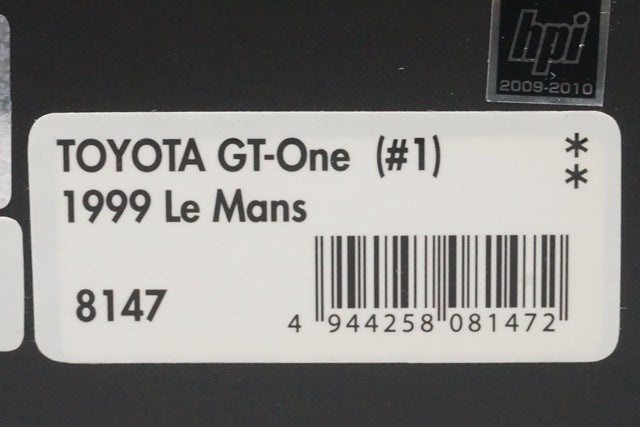 hpi
2009-2010
TOYOTA GT-One (#1) *
*
1999 Le Mans
8147
4 944258 081472